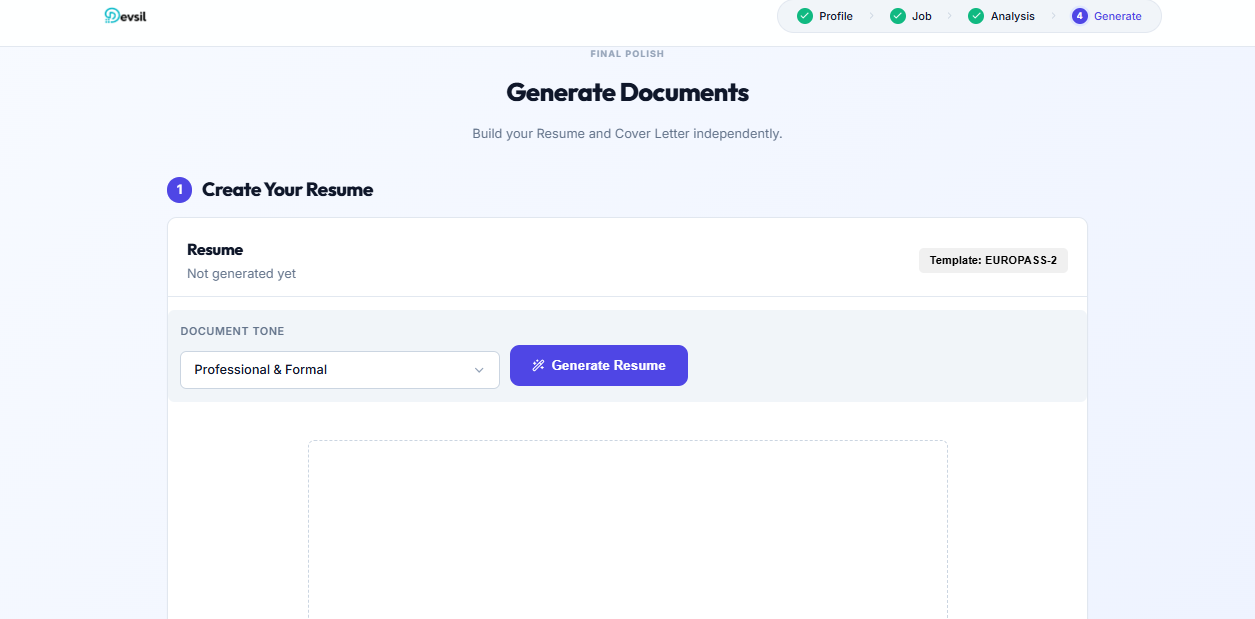 Devsil
Profile
Job
Analysis
4 Generate
FINAL POLISH
Generate Documents
Build your Resume and Cover Letter independently.
1 Create Your Resume
Resume
Not generated yet
Template: EUROPASS-2
DOCUMENT TONE
Professional & Formal
Generate Resume